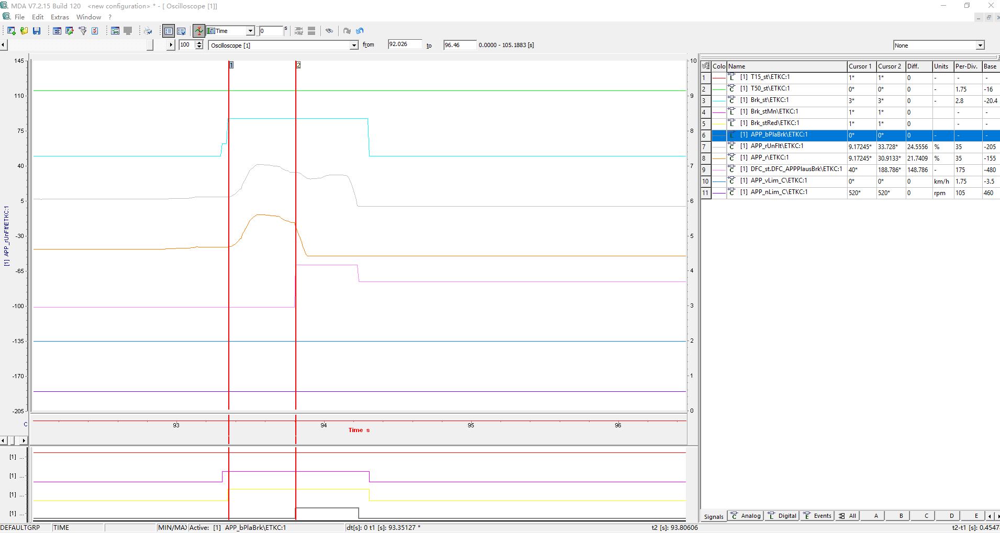 MDA V7.2.15 Build 120 <new configuration> * - [ Oscilloscope [1]]
File Edit Extras Window ?
Time 0 s
100 Oscilloscope [1] from 92.026 to 96.46 0.0000 - 105.1883 [s] None
145
110
75
40
5
-30
-65
-100
-135
-170
-205
[1] APP_rUnFlt\ETKC:1
1 2
10
9
8
7
6
5
4
3
2
1
0
C
93 94 95 96
Time s
[1] ...
[1] ...
[1] ...
[1] ...
Colo Name Cursor 1 Cursor 2 Diff. Units Per-Div. Base
1 L [1] T15_st\ETKC:1 1* 1* 0 - - -
2 C [1] T50_st\ETKC:1 0* 0* 0 - 1.75 -16
3 C [1] Brk_st\ETKC:1 3* 3* 0 - 2.8 -20.4
4 L [1] Brk_stMn\ETKC:1 1* 1* 0 - -
5 L [1] Brk_stRed\ETKC:1 1* 1* 0 - -
6 L [1] APP_bPlaBrk\ETKC:1 0* 0* 0 - - -
7 C [1] APP_rUnFlt\ETKC:1 9.17245* 33.728* 24.5556 % 35 -205
8 C [1] APP_r\ETKC:1 9.17245* 30.9133* 21.7409 % 35 -155
9 C [1] DFC_st.DFC_APPPlausBrk\ETKC:1 40* 188.786* 148.786 - 175 -480
10 C [1] APP_vLim_C\ETKC:1 0* 0* 0 km/h 1.75 -3.5
11 C [1] APP_nLim_C\ETKC:1 520* 520* 0 rpm 105 460
Signals C Analog L Digital E Events All A B C D E
DEFAULTGRP TIME MIN/MAX Active: [1] APP_bPlaBrk\ETKC:1 dt[s]: 0 t1 [s]: 93.35127 * t2 [s]: 93.80606 t2-t1 [s]: 0.4547